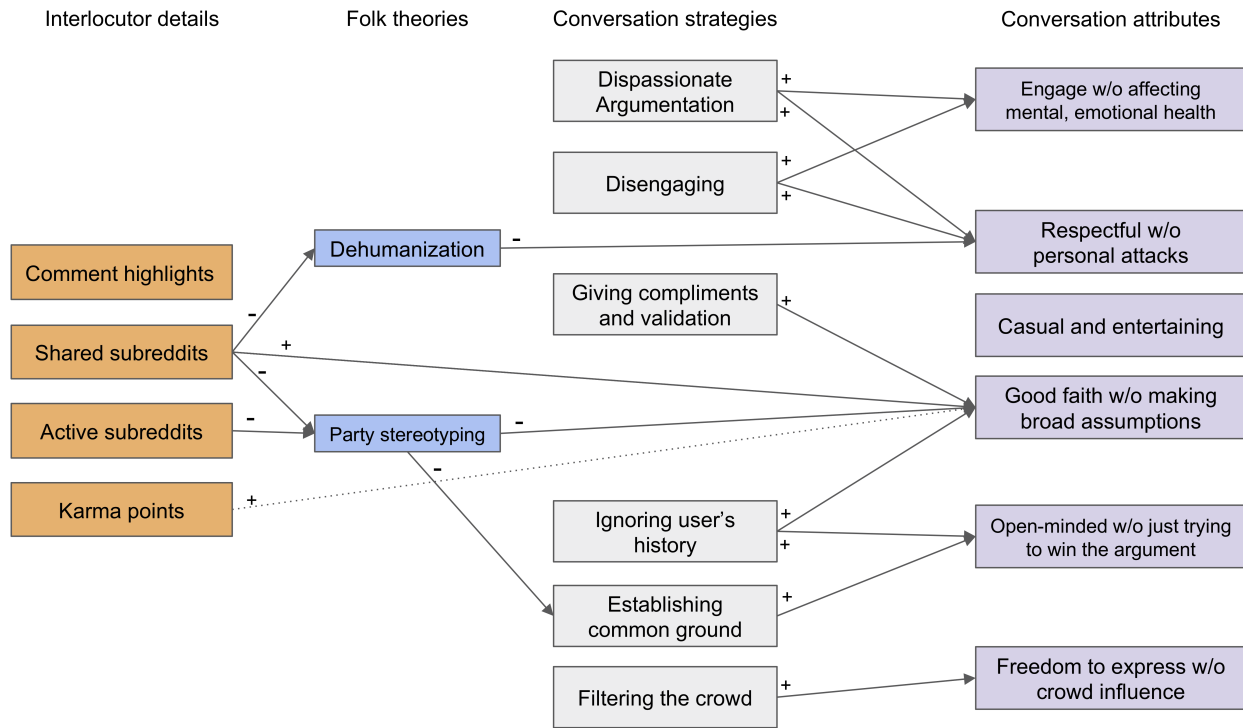 Interlocutor details
Folk theories
Conversation strategies
Conversation attributes
Comment highlights
Shared subreddits
Active subreddits
Karma points
Dehumanization
Party stereotyping
Dispassionate
Argumentation
Disengaging
Giving compliments
and validation
Ignoring user's
history
Establishing
common ground
Filtering the crowd
Engage w/o affecting
mental, emotional health
Respectful w/o
personal attacks
Casual and entertaining
Good faith w/o making
broad assumptions
Open-minded w/o just trying
to win the argument
Freedom to express w/o
crowd influence
-
+
-
-
+
-
-
-
+
+
+
+
+
+
+
+
+